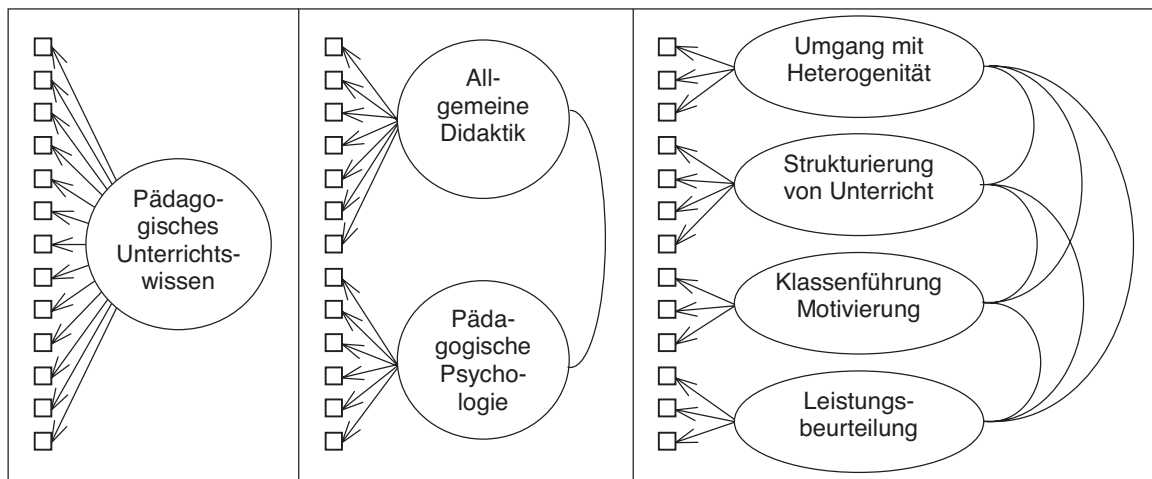 Pädago-
gisches
Unterrichts-
wissen
All-
gemeine
Didaktik
Päda-
gogische
Psycho-
logie
Umgang mit
Heterogenität
Strukturierung
von Unterricht
Klassenführung
Motivierung
Leistungs-
beurteilung